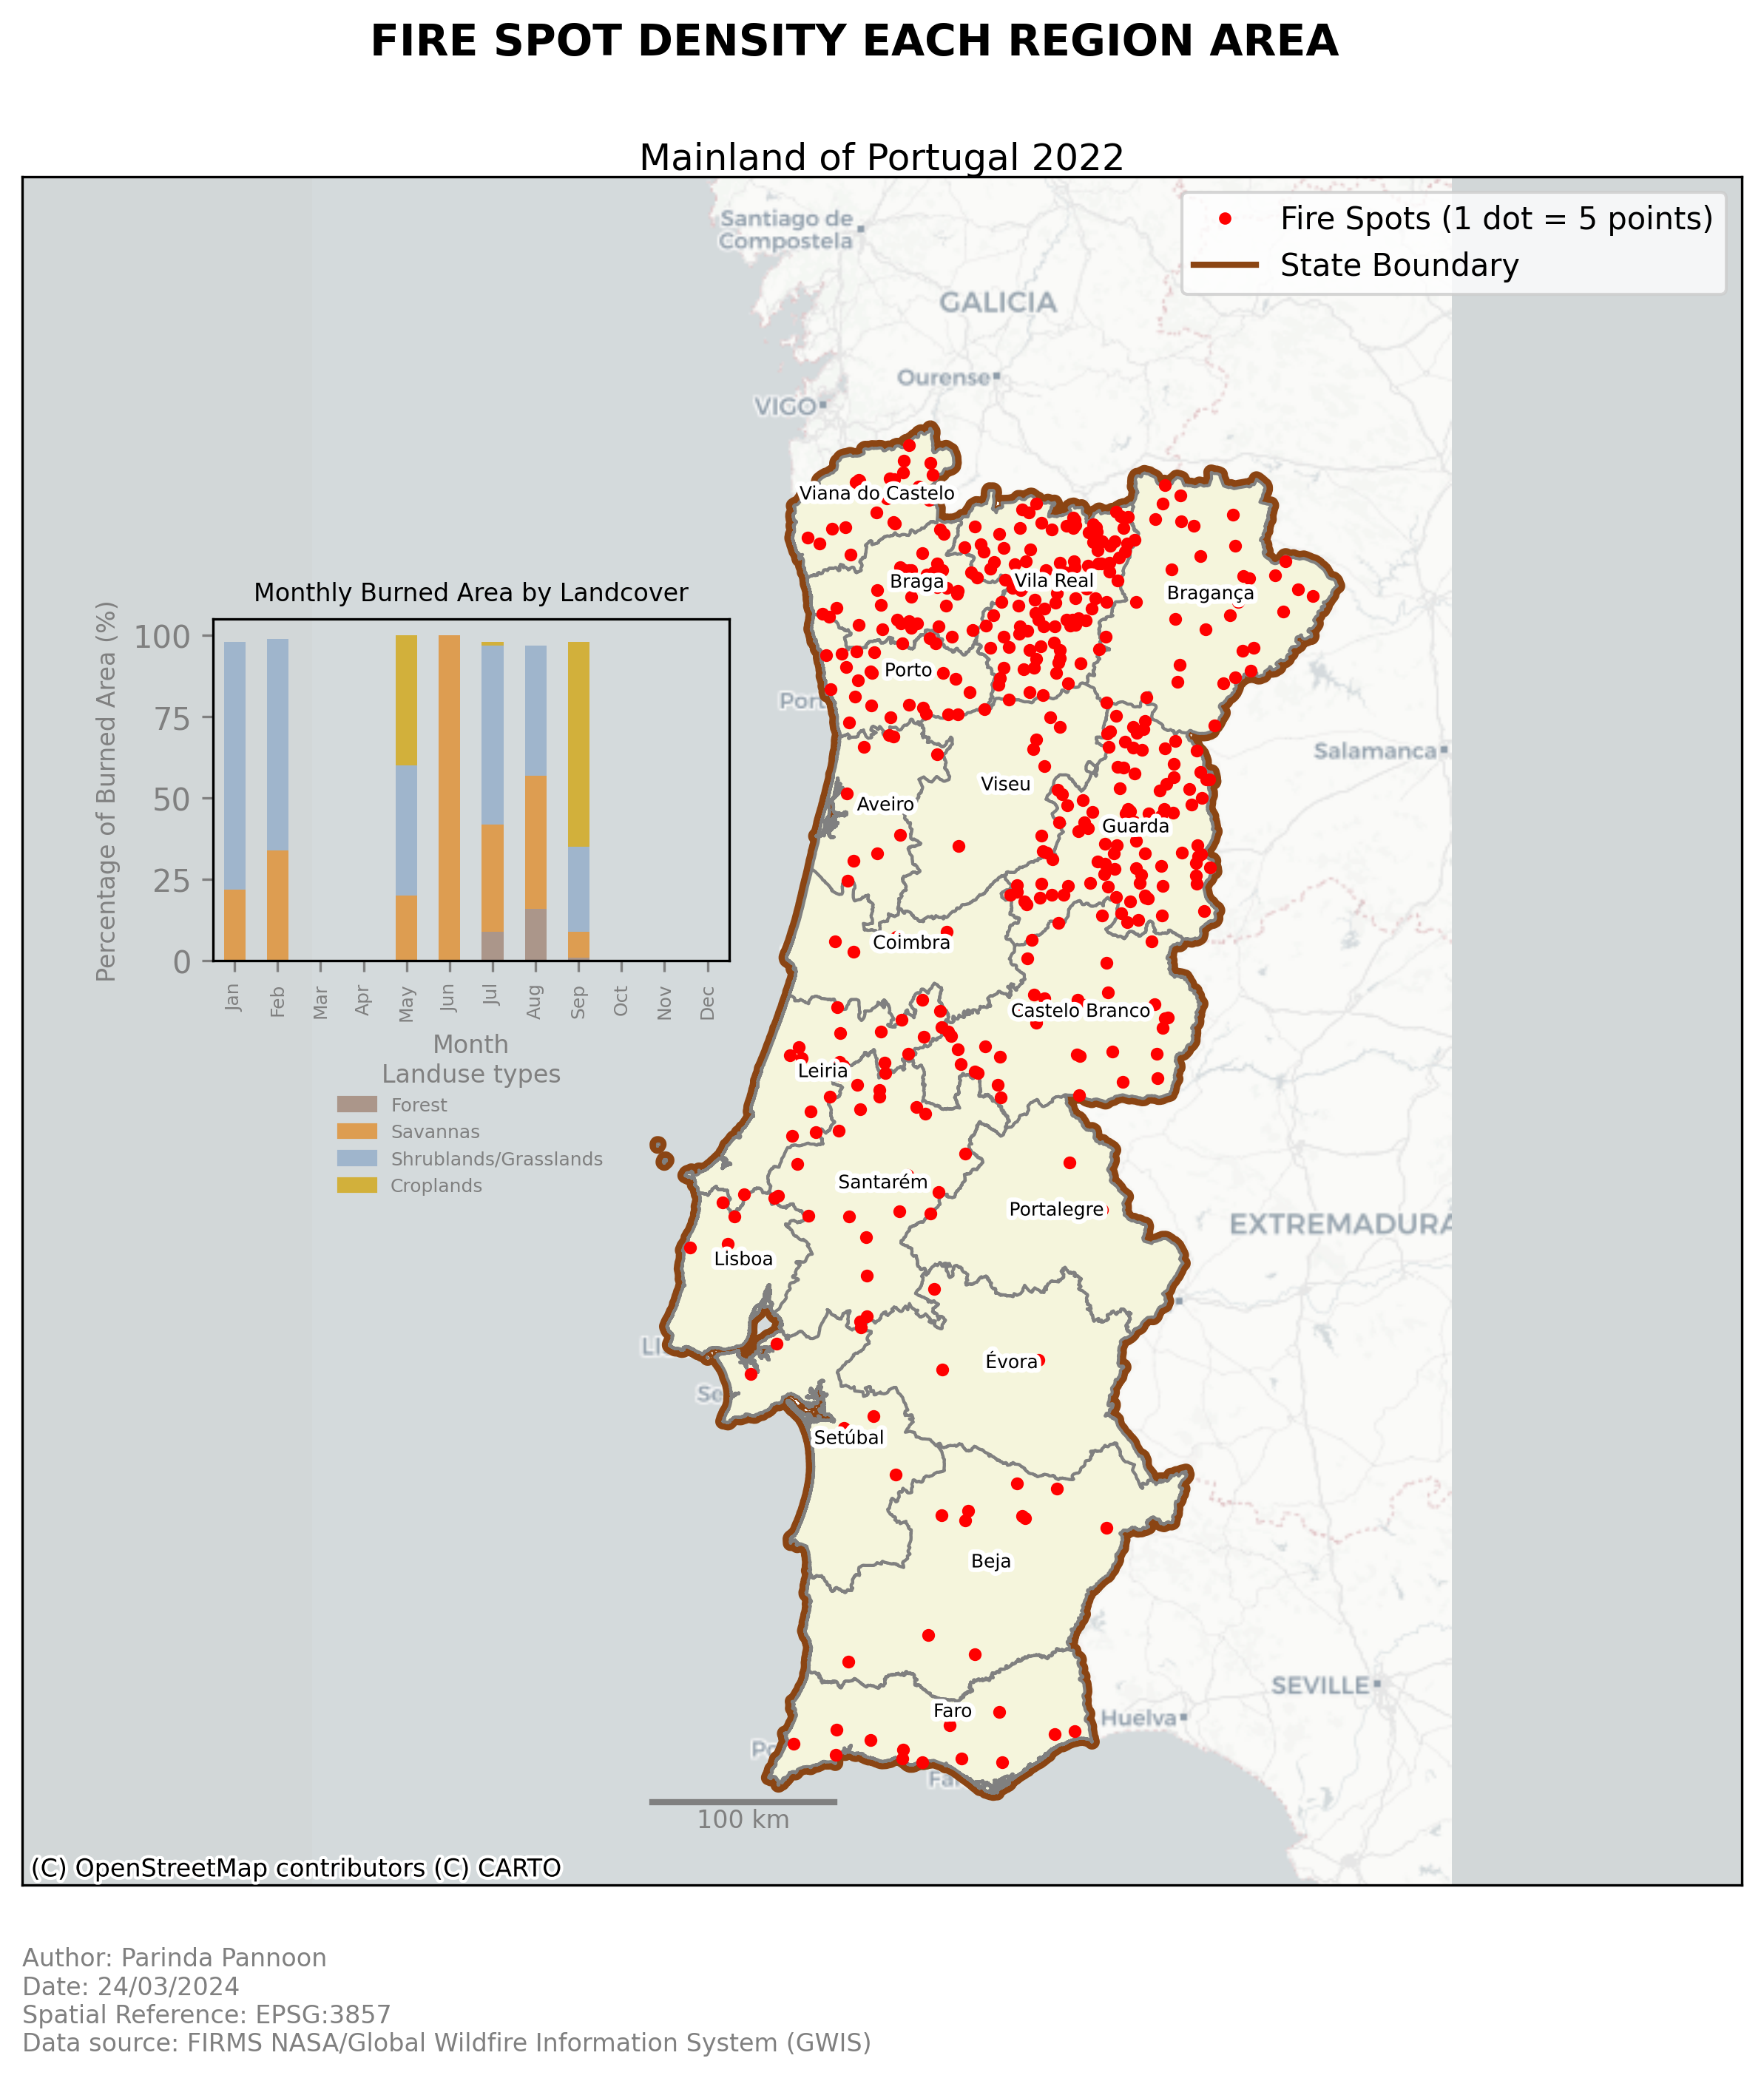 FIRE SPOT DENSITY EACH REGION AREA
Mainland of Portugal 2022
Fire Spots (1 dot = 5 points)
State Boundary
Santiago de
Compostela
GALICIA
Ourense
VIGO
Viana do Castelo
Braga
Vila Real
Bragança
Porto
Port
Salamanca
Viseu
Aveiro
Guarda
Coimbra
Castelo Branco
Leiria
Santarém
Portalegre
EXTREMADURA
Lisboa
LI
Évora
Se
Setúbal
Beja
SEVILLE
Faro
Huelva
Po
Fa
100 km
Monthly Burned Area by Landcover
Percentage of Burned Area (%)
100
75
50
25
0
Jan
Feb
Mar
Apr
May
Jun
Jul
Aug
Sep
Oct
Nov
Dec
Month
Landuse types
Forest
Savannas
Shrublands/Grasslands
Croplands
(C) OpenStreetMap contributors (C) CARTO
Author: Parinda Pannoon
Date: 24/03/2024
Spatial Reference: EPSG:3857
Data source: FIRMS NASA/Global Wildfire Information System (GWIS)